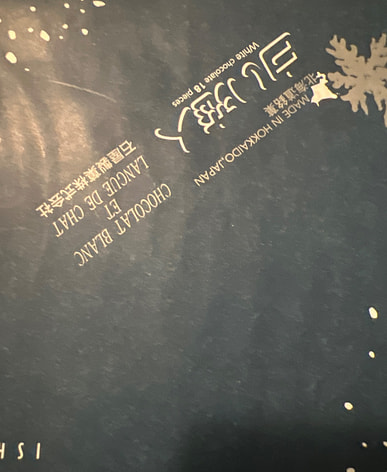 MADE IN HOKKAIDO,JAPAN
北海道銘菓
白い恋人
White chocolate 18 pieces
CHOCOLAT BLANC
ET
LANGUE DE CHAT
石屋製菓株式会社
ISH